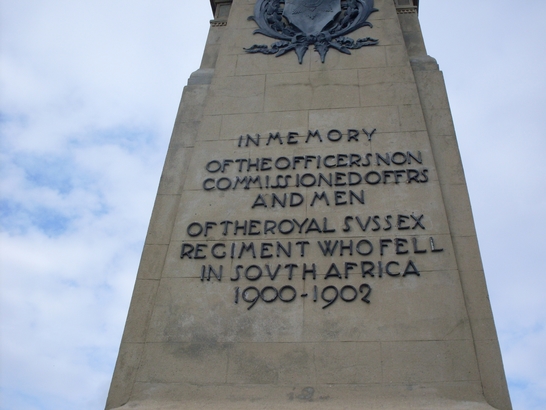 IN MEMORY
OF THE OFFICERS NON
COMMISSIONED OFFRS
AND MEN
OF THE ROYAL SVSSEX
REGIMENT WHO FELL
IN SOVTH AFRICA
1900-1902